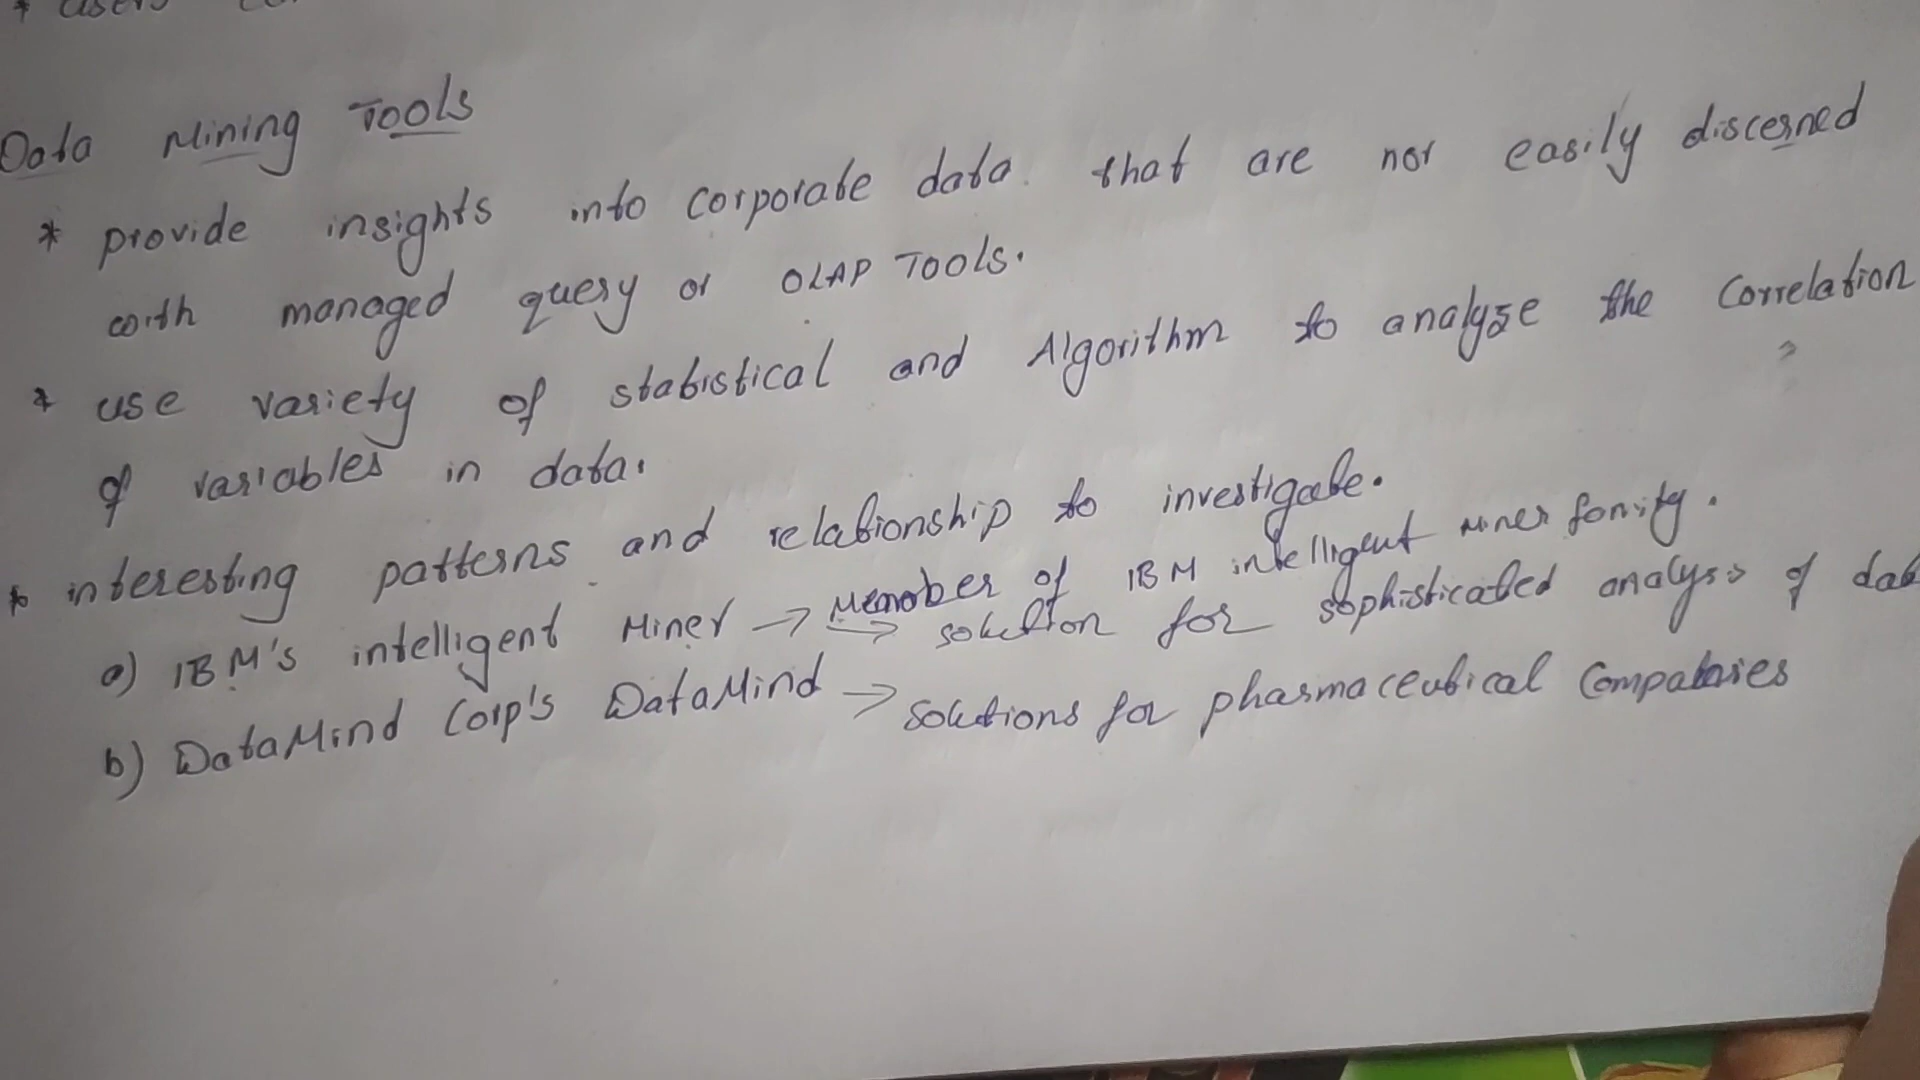 * users
Data Mining Tools
* provide insights into corporate data that are not easily discerned
with managed query or OLAP Tools.
* use variety of statistical and Algorithm to analyze the Correlation
of variables in data.
* interesting patterns and relationship to investigate.
a) IBM's intelligent Miner → Member of IBM intelligent Miner family.
→ solution for sophisticated analysis of dat
b) DataMind Corp's DataMind → Solutions for pharmaceutical